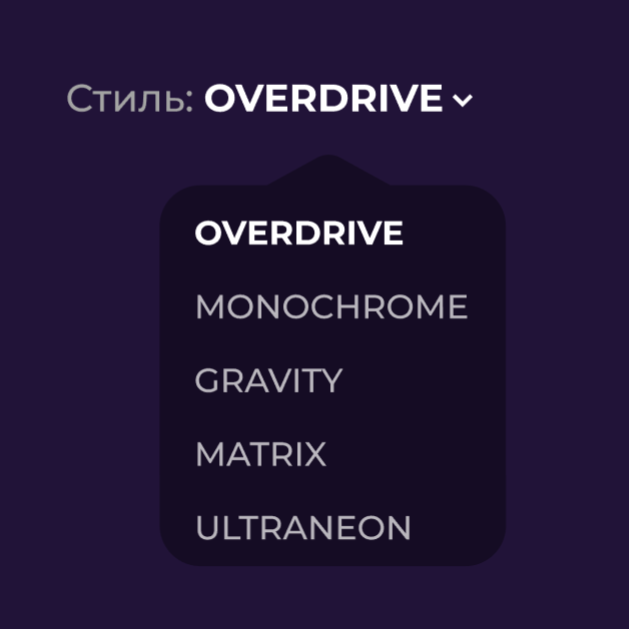 Стиль: OVERDRIVE
OVERDRIVE
MONOCHROME
GRAVITY
MATRIX
ULTRANEON